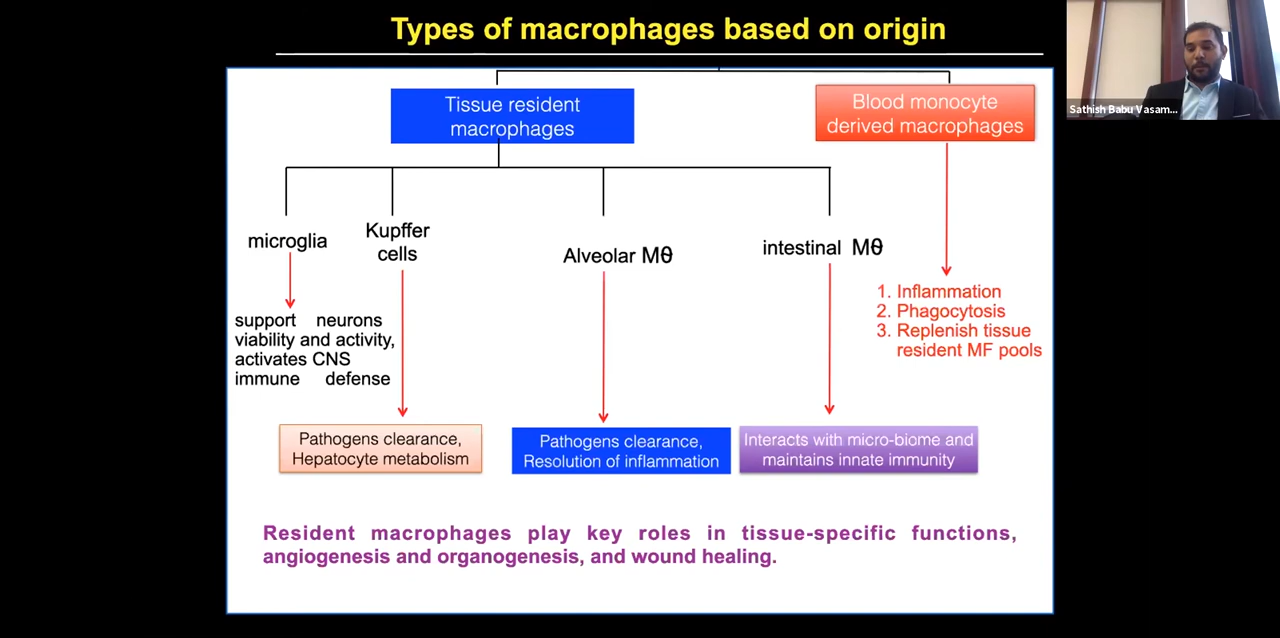 Types of macrophages based on origin
Sathish Babu Vasam...
Tissue resident
macrophages
Blood monocyte
derived macrophages
microglia
Kupffer
cells
Alveolar Mθ
intestinal Mθ
1. Inflammation
2. Phagocytosis
3. Replenish tissue
resident MF pools
support neurons
viability and activity,
activates CNS
immune defense
Pathogens clearance,
Hepatocyte metabolism
Pathogens clearance,
Resolution of inflammation
Interacts with micro-biome and
maintains innate immunity
Resident macrophages play key roles in tissue-specific functions,
angiogenesis and organogenesis, and wound healing.